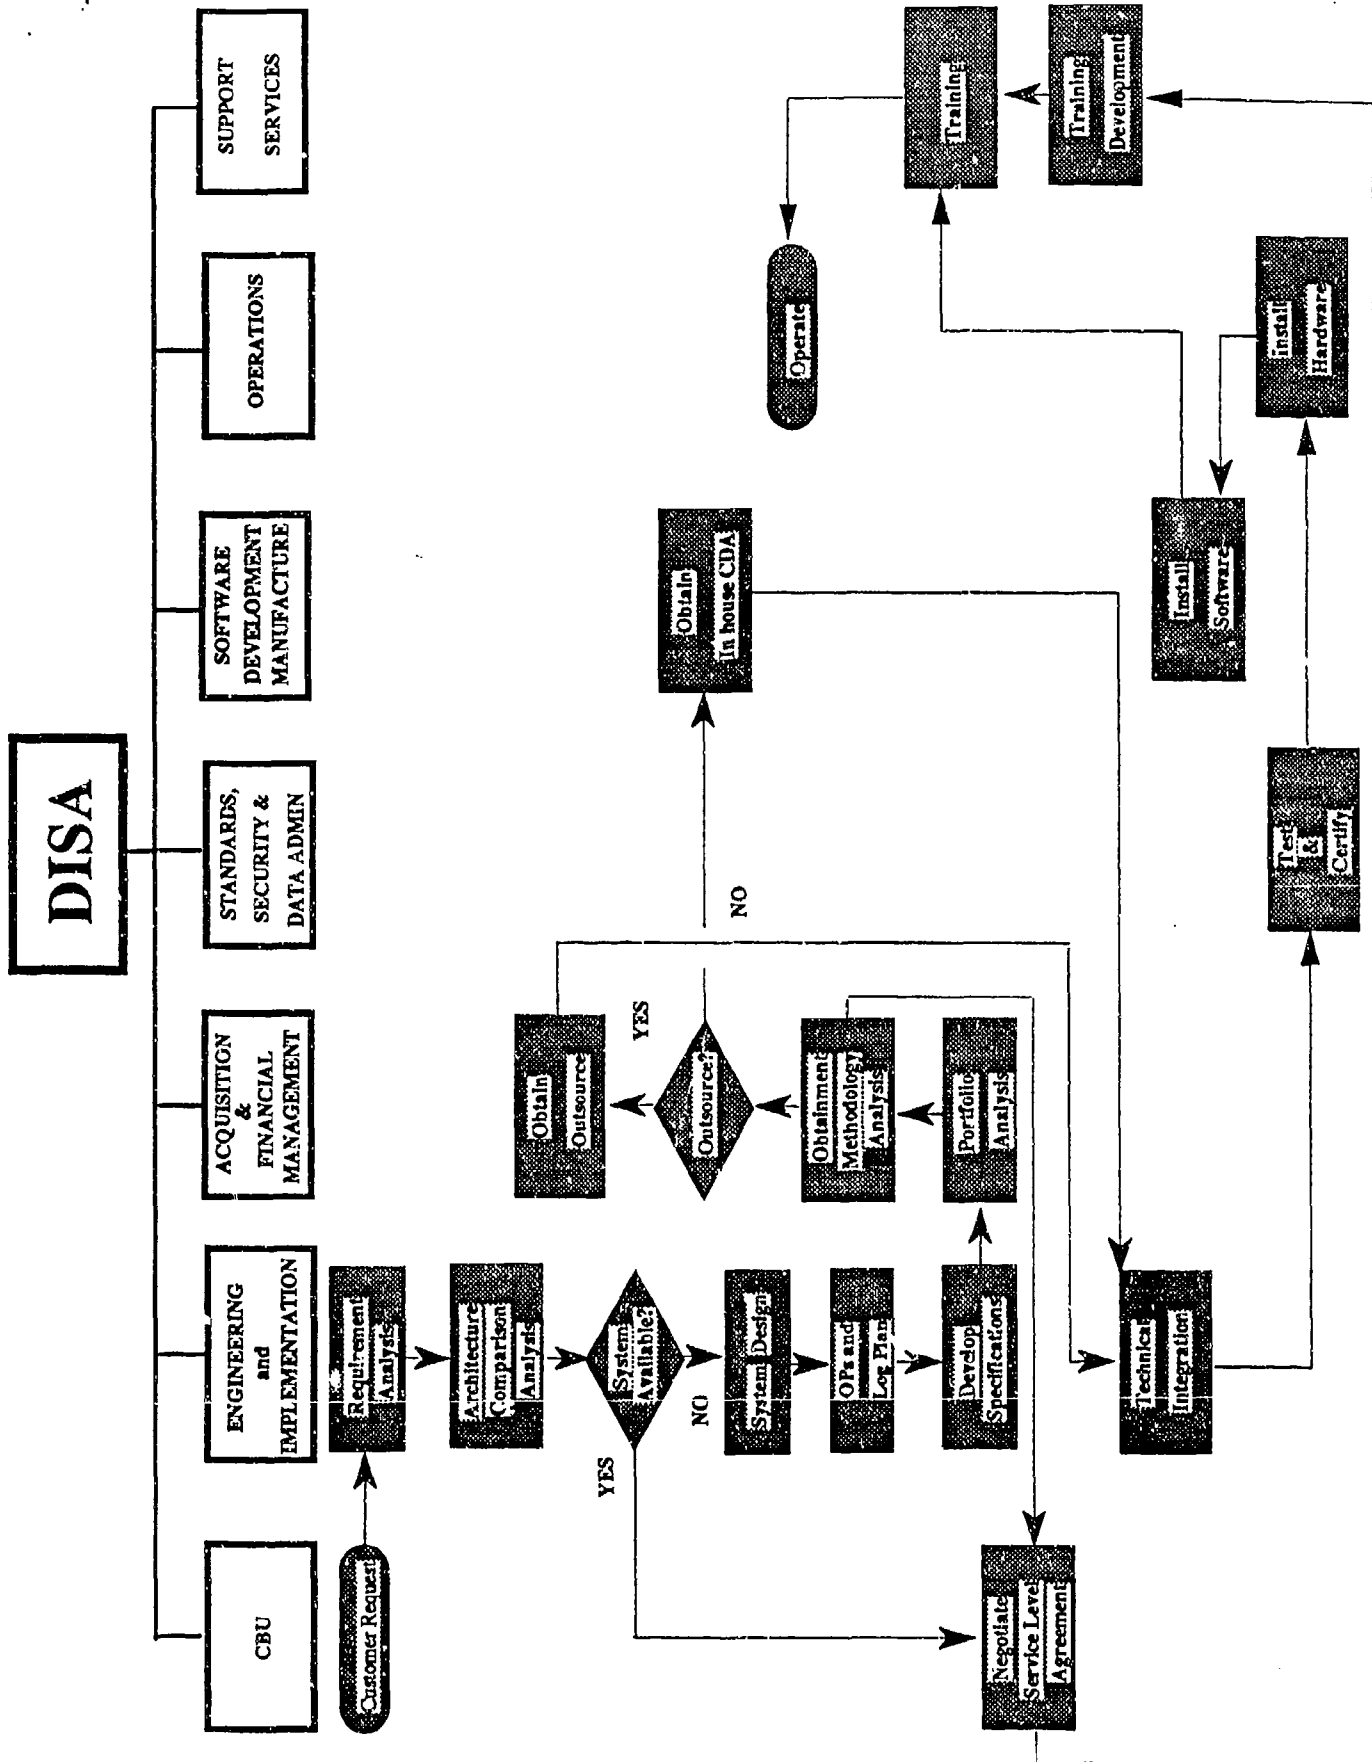 DISA
CBU
ENGINEERING
and
IMPLEMENTATION
ACQUISITION
&
FINANCIAL
MANAGEMENT
STANDARDS,
SECURITY &
DATA ADMIN
SOFTWARE
DEVELOPMENT
MANUFACTURE
OPERATIONS
SUPPORT
SERVICES
Customer Request
Requirement
Analysis
Architecture
Comparison
Analysis
System
Available?
YES
NO
System Design
OPs and
Log Plan
Develop
Specifications
Negotiate
Service Level
Agreement
Portfolio
Analysis
Obtainment
Methodology
Analysis
Outsource?
YES
NO
Obtain
Outsource
Obtain
In house CDA
Technical
Integration
Test
&
Certify
Install
Hardware
Install
Software
Training
Development
Training
Operate